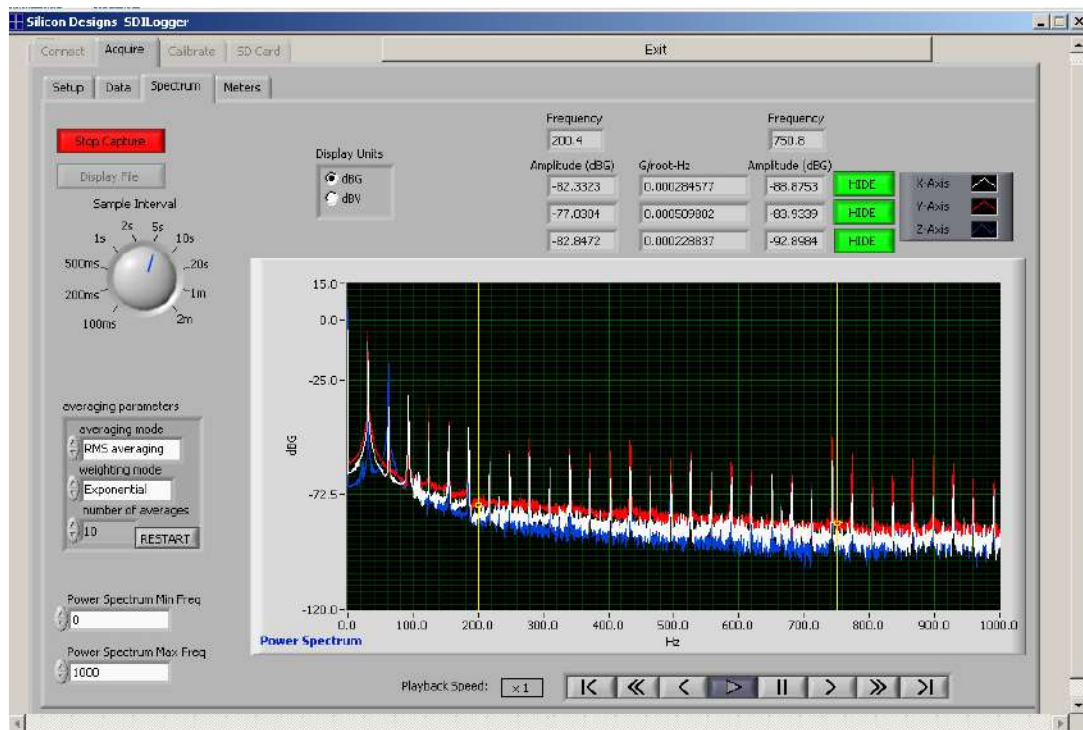 Silicon Designs SDILogger
Connect Acquire Calibrate SD Card Exit
Setup Data Spectrum Meters
Stop Capture
Display File
Sample Interval
100ms 200ms 500ms 1s 2s 5s 10s 20s 1m 2m
Display Units
dBG
dBV
Frequency Frequency
200.4 750.8
Amplitude (dBG) G/root-Hz Amplitude (dBG)
-82.3323 0.000284577 -88.8753 HIDE X-Axis
-77.0304 0.000509802 -83.9339 HIDE Y-Axis
-82.8472 0.000228837 -92.8984 HIDE Z-Axis
averaging parameters
averaging mode
RMS averaging
weighting mode
Exponential
number of averages
10 RESTART
Power Spectrum Min Freq
0
Power Spectrum Max Freq
1000
15.0
0.0
-25.0
dBG
-72.5
-120.0
0.0 100.0 200.0 300.0 400.0 500.0 600.0 700.0 800.0 900.0 1000.0
Power Spectrum Hz
Playback Speed: x1